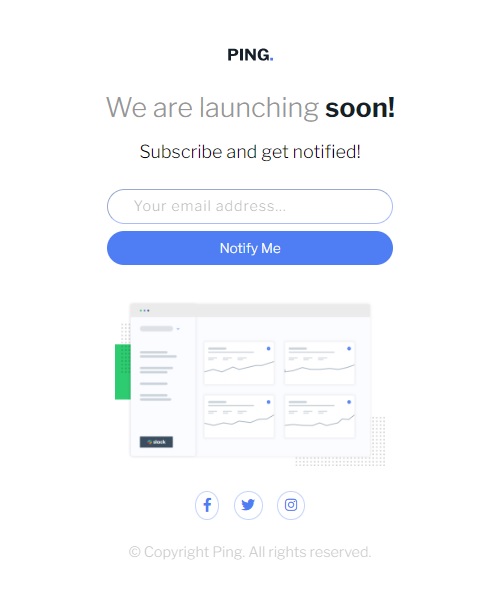 PING.
We are launching soon!
Subscribe and get notified!
Your email address...
Notify Me
slack
© Copyright Ping. All rights reserved.